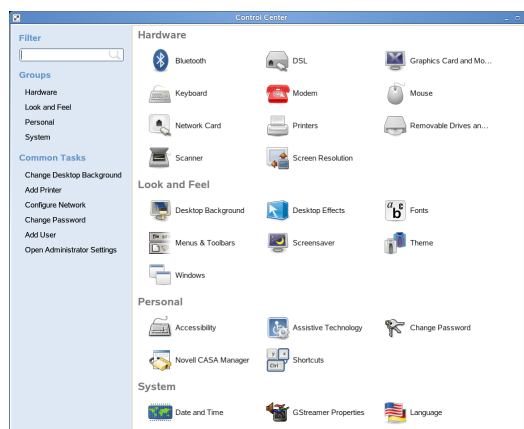 Control Center
Filter
Groups
Hardware
Look and Feel
Personal
System
Common Tasks
Change Desktop Background
Add Printer
Configure Network
Change Password
Add User
Open Administrator Settings
Hardware
Bluetooth
DSL
Graphics Card and Mo...
Keyboard
Modem
Mouse
Network Card
Printers
Removable Drives an...
Scanner
Screen Resolution
Look and Feel
Desktop Background
Desktop Effects
Fonts
Menus & Toolbars
Screensaver
Theme
Windows
Personal
Accessibility
Assistive Technology
Change Password
Novell CASA Manager
Shortcuts
System
Date and Time
GStreamer Properties
Language